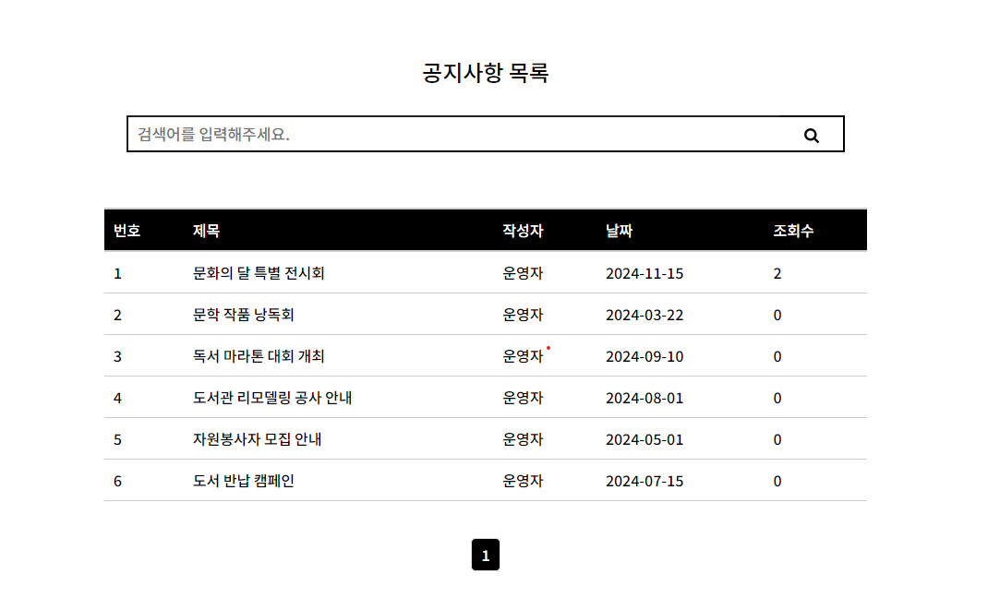 공지사항 목록
검색어를 입력해주세요.
번호 제목 작성자 날짜 조회수
1 문화의 달 특별 전시회 운영자 2024-11-15 2
2 문학 작품 낭독회 운영자 2024-03-22 0
3 독서 마라톤 대회 개최 운영자 2024-09-10 0
4 도서관 리모델링 공사 안내 운영자 2024-08-01 0
5 자원봉사자 모집 안내 운영자 2024-05-01 0
6 도서 반납 캠페인 운영자 2024-07-15 0
1